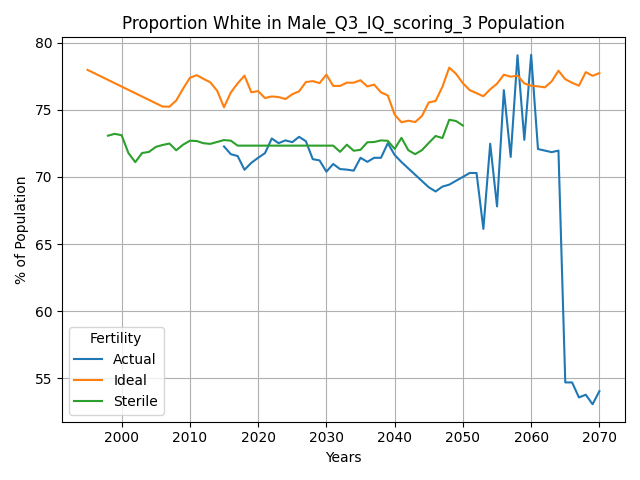 Proportion White in Male_Q3_IQ_scoring_3 Population
% of Population
80
75
70
65
60
55
Fertility
Actual
Ideal
Sterile
2000
2010
2020
2030
2040
2050
2060
2070
Years